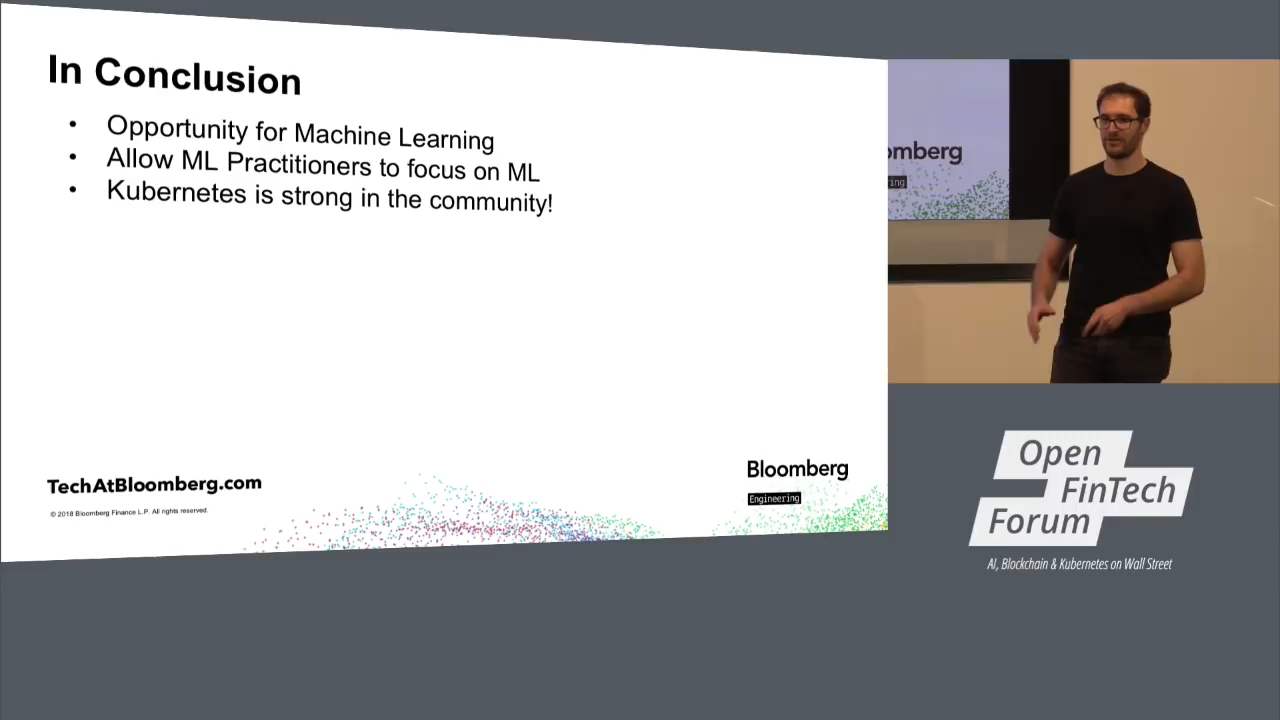 In Conclusion
• Opportunity for Machine Learning
• Allow ML Practitioners to focus on ML
• Kubernetes is strong in the community!
TechAtBloomberg.com
© 2018 Bloomberg Finance L.P. All rights reserved.
Bloomberg
Engineering
omberg
ing
Open
FinTech
Forum
AI, Blockchain & Kubernetes on Wall Street